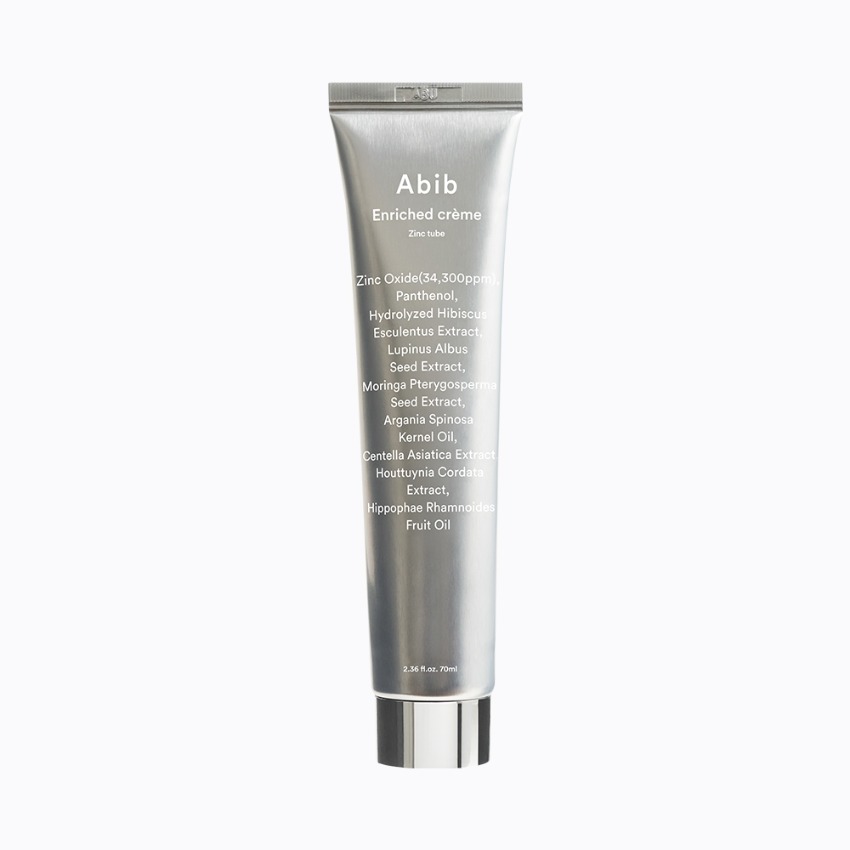 Abib
Enriched crème
Zinc tube
Zinc Oxide(34,300ppm),
Panthenol,
Hydrolyzed Hibiscus
Esculentus Extract,
Lupinus Albus
Seed Extract,
Moringa Pterygosperma
Seed Extract,
Argania Spinosa
Kernel Oil,
Centella Asiatica Extract
Houttuynia Cordata
Extract,
Hippophae Rhamnoides
Fruit Oil
2.36 fl.oz. 70ml